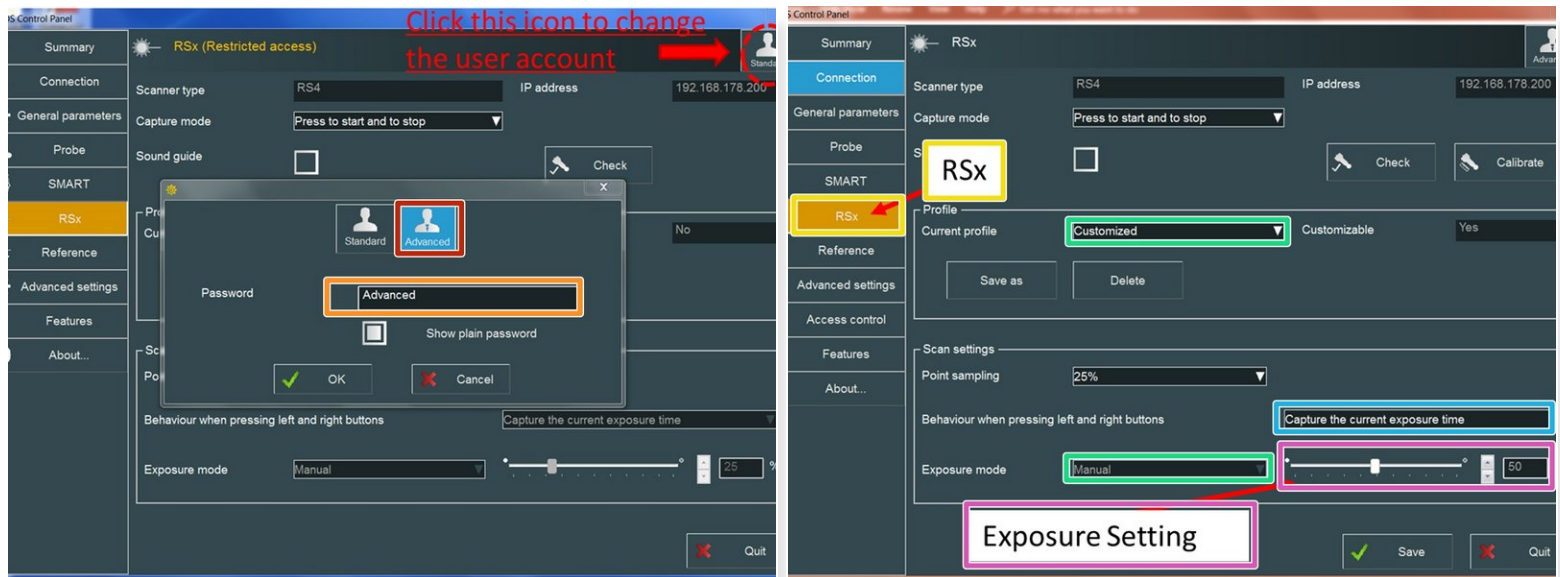 S Control Panel
Click this icon to change
the user account
Summary
RSx (Restricted access)
Connection
General parameters
Probe
SMART
RSx
Reference
Advanced settings
Features
About...
Scanner type
RS4
IP address
192.168.178.200
Capture mode
Press to start and to stop
Sound guide
Check
No
Standard
Advanced
Password
Advanced
Show plain password
OK
Cancel
Behaviour when pressing left and right buttons
Capture the current exposure time
Exposure mode
Manual
25
%
Quit
S Control Panel
Summary
RSx
Connection
General parameters
Probe
SMART
RSx
Reference
Advanced settings
Access control
Features
About...
Scanner type
RS4
IP address
192.168.178.200
Capture mode
Press to start and to stop
RSx
Check
Calibrate
Profile
Current profile
Customized
Customizable
Yes
Save as
Delete
Scan settings
Point sampling
25%
Behaviour when pressing left and right buttons
Capture the current exposure time
Exposure mode
Manual
50
Exposure Setting
Save
Quit